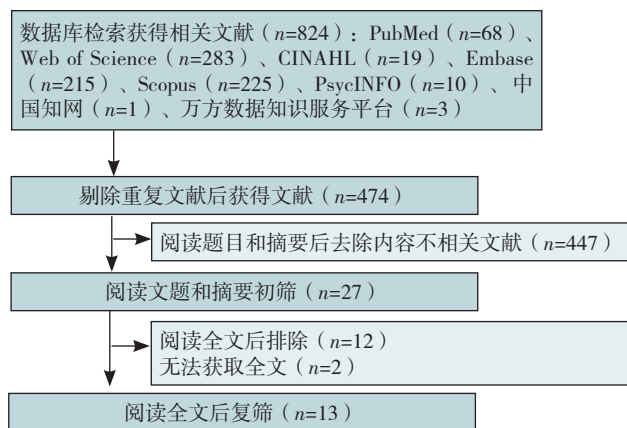 数据库检索获得相关文献（n=824）：PubMed（n=68）、
Web of Science（n=283）、CINAHL（n=19）、Embase
（n=215）、Scopus（n=225）、PsycINFO（n=10）、中
国知网（n=1）、万方数据知识服务平台（n=3）
剔除重复文献后获得文献（n=474）
阅读题目和摘要后去除内容不相关文献（n=447）
阅读文题和摘要初筛（n=27）
阅读全文后排除（n=12）
无法获取全文（n=2）
阅读全文后复筛（n=13）